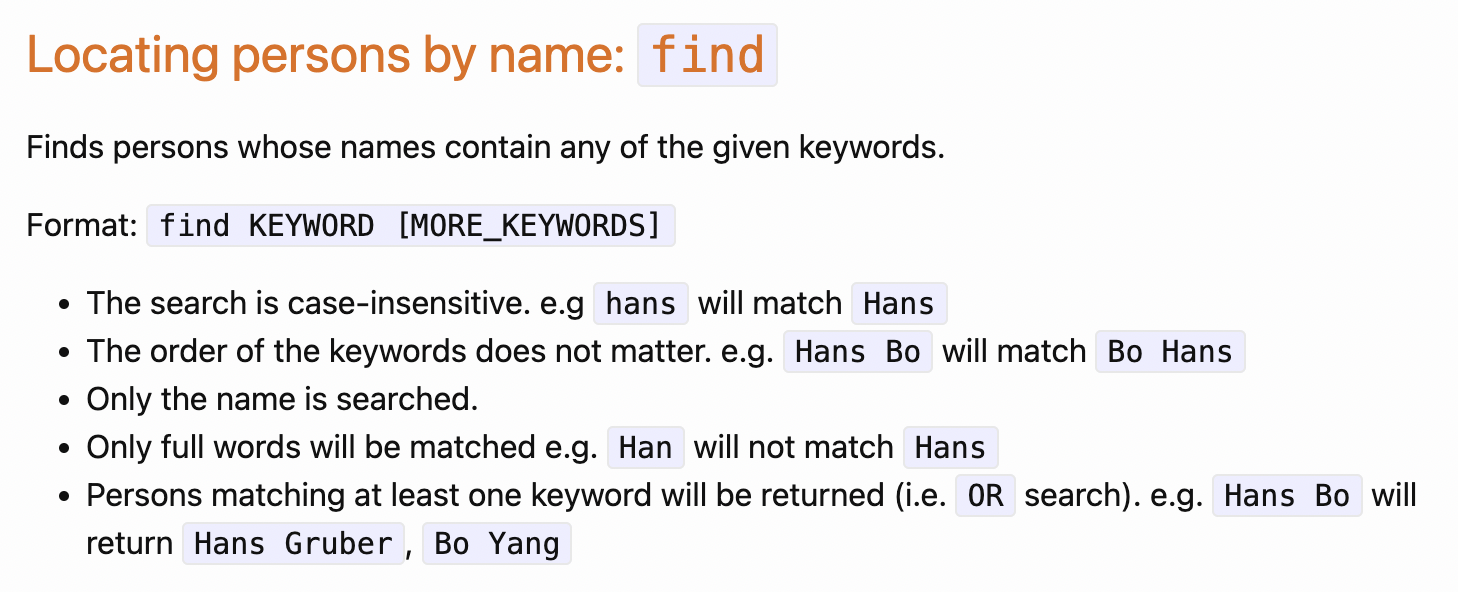 Locating persons by name: find
Finds persons whose names contain any of the given keywords.
Format: find KEYWORD [MORE_KEYWORDS]
• The search is case-insensitive. e.g hans will match Hans
• The order of the keywords does not matter. e.g. Hans Bo will match Bo Hans
• Only the name is searched.
• Only full words will be matched e.g. Han will not match Hans
• Persons matching at least one keyword will be returned (i.e. OR search). e.g. Hans Bo will
return Hans Gruber, Bo Yang